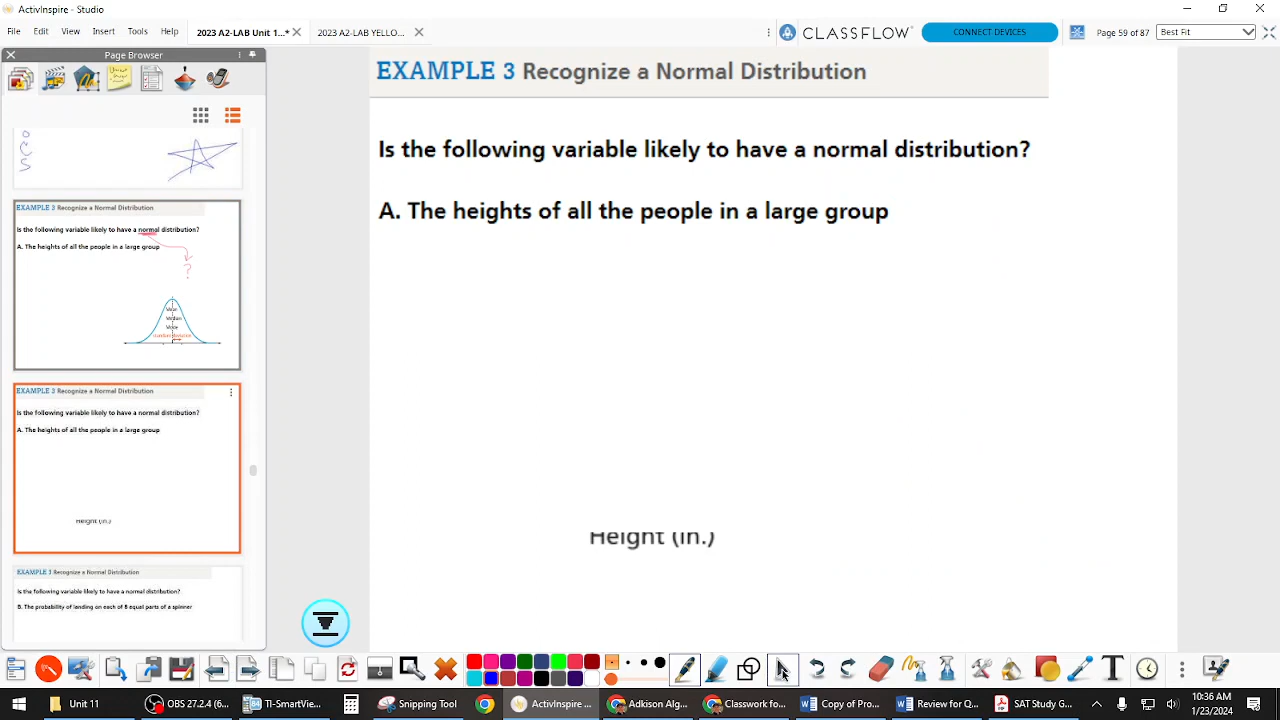 ActivInspire - Studio
File Edit View Insert Tools Help 2023 A2-LAB Unit 1...* 2023 A2-LAB YELLO... CLASSFLOW CONNECT DEVICES Page 59 of 87 Best Fit
Page Browser
O
C
S
EXAMPLE 3 Recognize a Normal Distribution
Is the following variable likely to have a normal distribution?
A. The heights of all the people in a large group
?
Mean
Median
Mode
standard deviation
EXAMPLE 3 Recognize a Normal Distribution
Is the following variable likely to have a normal distribution?
A. The heights of all the people in a large group
Height (in.)
EXAMPLE 3 Recognize a Normal Distribution
Is the following variable likely to have a normal distribution?
B. The probability of landing on each of 8 equal parts of a spinner
EXAMPLE 3 Recognize a Normal Distribution
Is the following variable likely to have a normal distribution?
A. The heights of all the people in a large group
Height (in.)
Unit 11 OBS 27.2.4 (6... TI-SmartVie... Snipping Tool ActivInspire ... Adkison Alg... Classwork fo... Copy of Pro... Review for Q... SAT Study G...
10:36 AM
1/23/2024